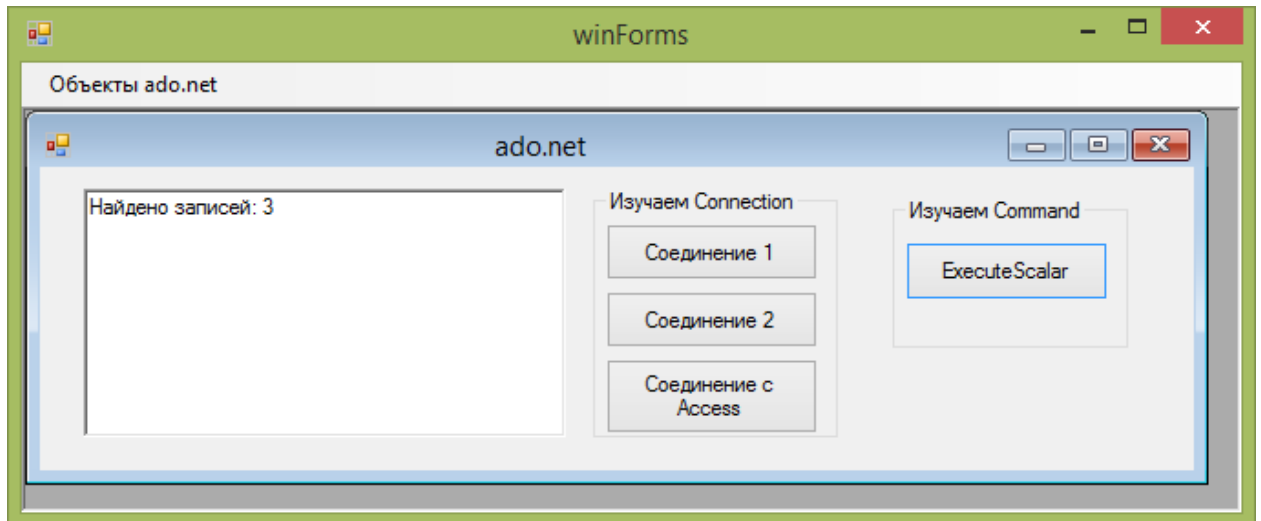 winForms
Объекты ado.net
ado.net
Найдено записей: 3
Изучаем Connection
Соединение 1
Соединение 2
Соединение с
Access
Изучаем Command
ExecuteScalar